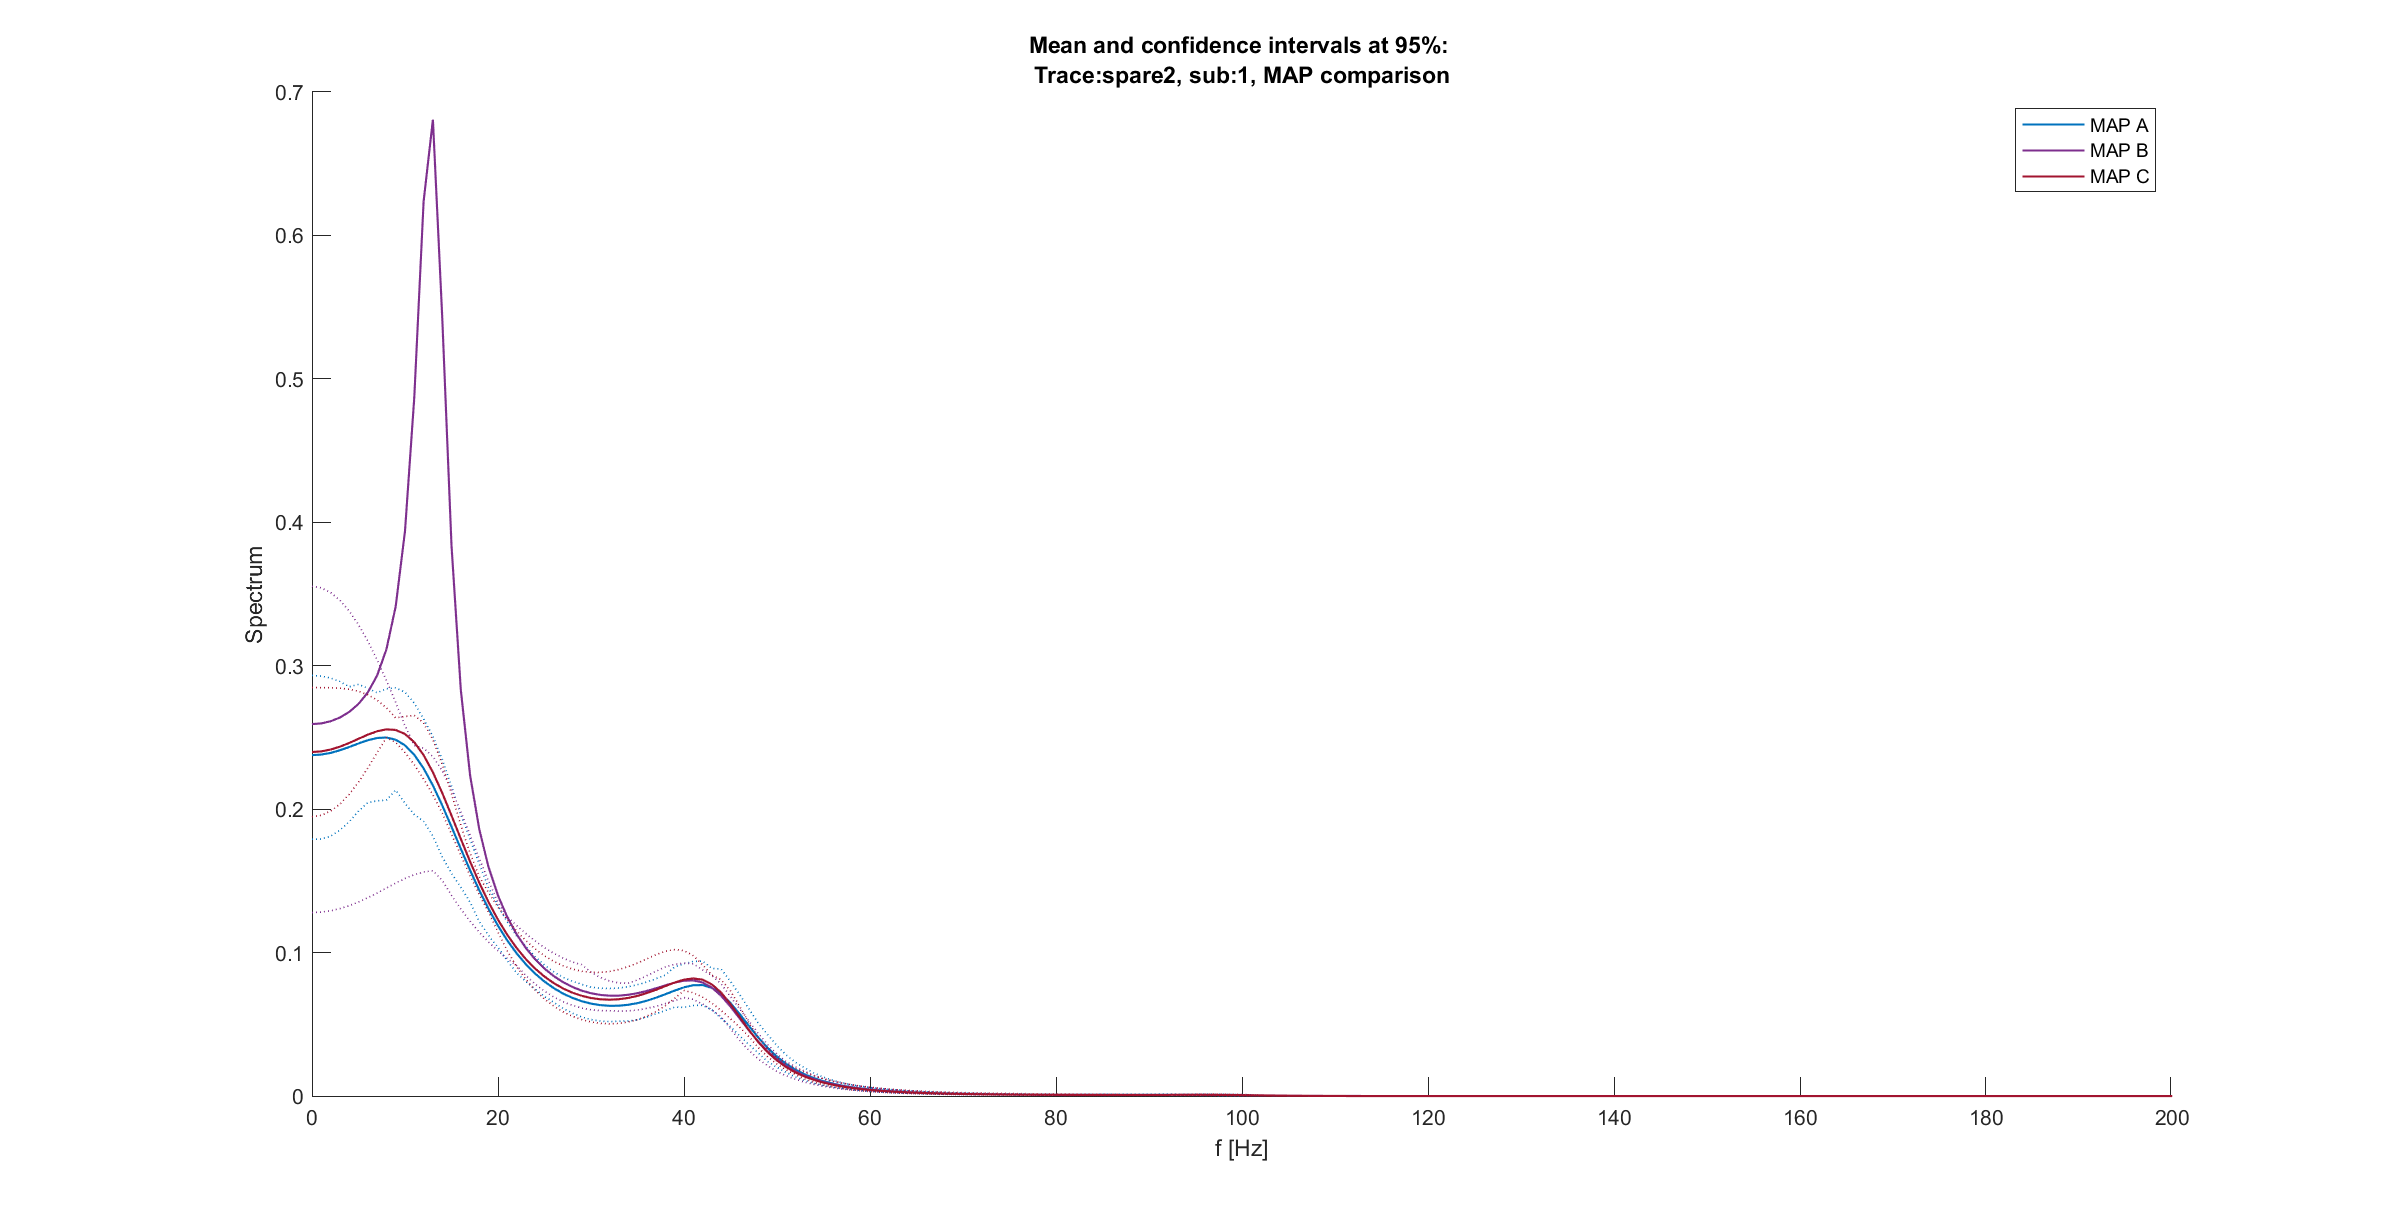 Mean and confidence intervals at 95%:
Trace:spare2, sub:1, MAP comparison
MAP A
MAP B
MAP C
0.7
0.6
0.5
0.4
0.3
0.2
0.1
0
Spectrum
0 20 40 60 80 100 120 140 160 180 200
f [Hz]